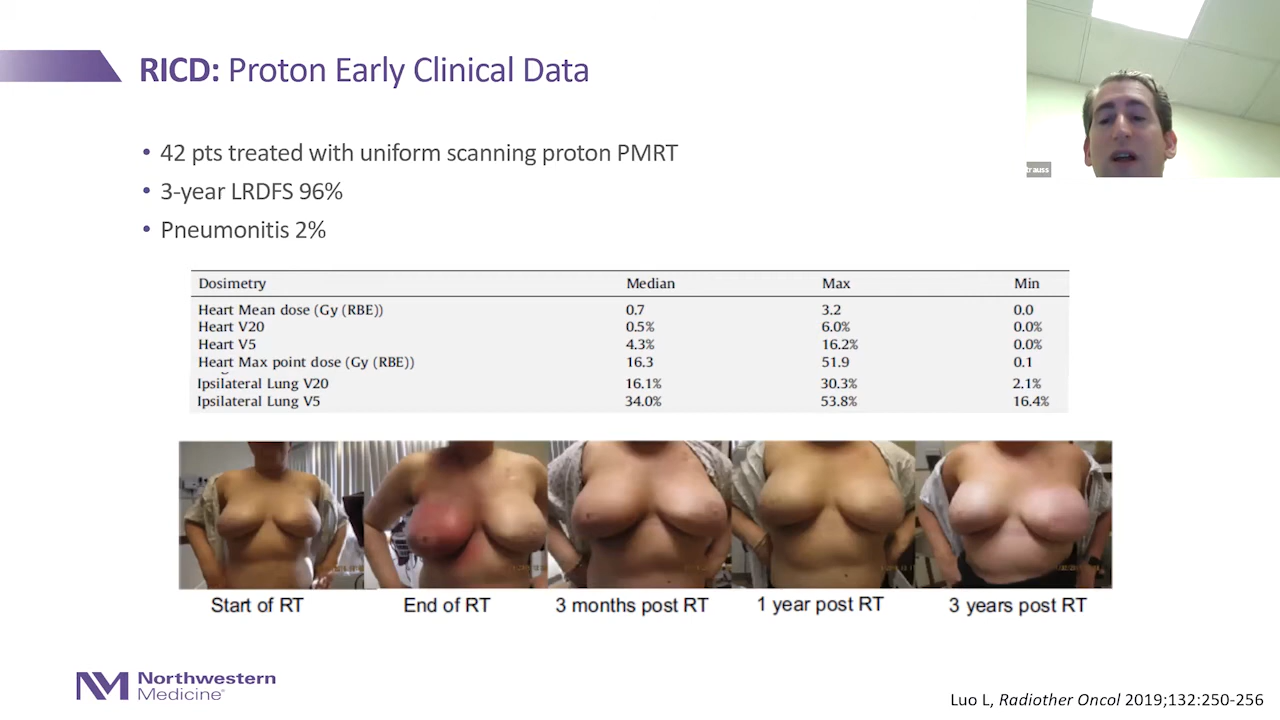 RICD: Proton Early Clinical Data
trauss
• 42 pts treated with uniform scanning proton PMRT
• 3-year LRDFS 96%
• Pneumonitis 2%
Dosimetry Median Max Min
Heart Mean dose (Gy (RBE)) 0.7 3.2 0.0
Heart V20 0.5% 6.0% 0.0%
Heart V5 4.3% 16.2% 0.0%
Heart Max point dose (Gy (RBE)) 16.3 51.9 0.1
Ipsilateral Lung V20 16.1% 30.3% 2.1%
Ipsilateral Lung V5 34.0% 53.8% 16.4%
Start of RT End of RT 3 months post RT 1 year post RT 3 years post RT
NM Northwestern
Medicine®
Luo L, Radiother Oncol 2019;132:250-256